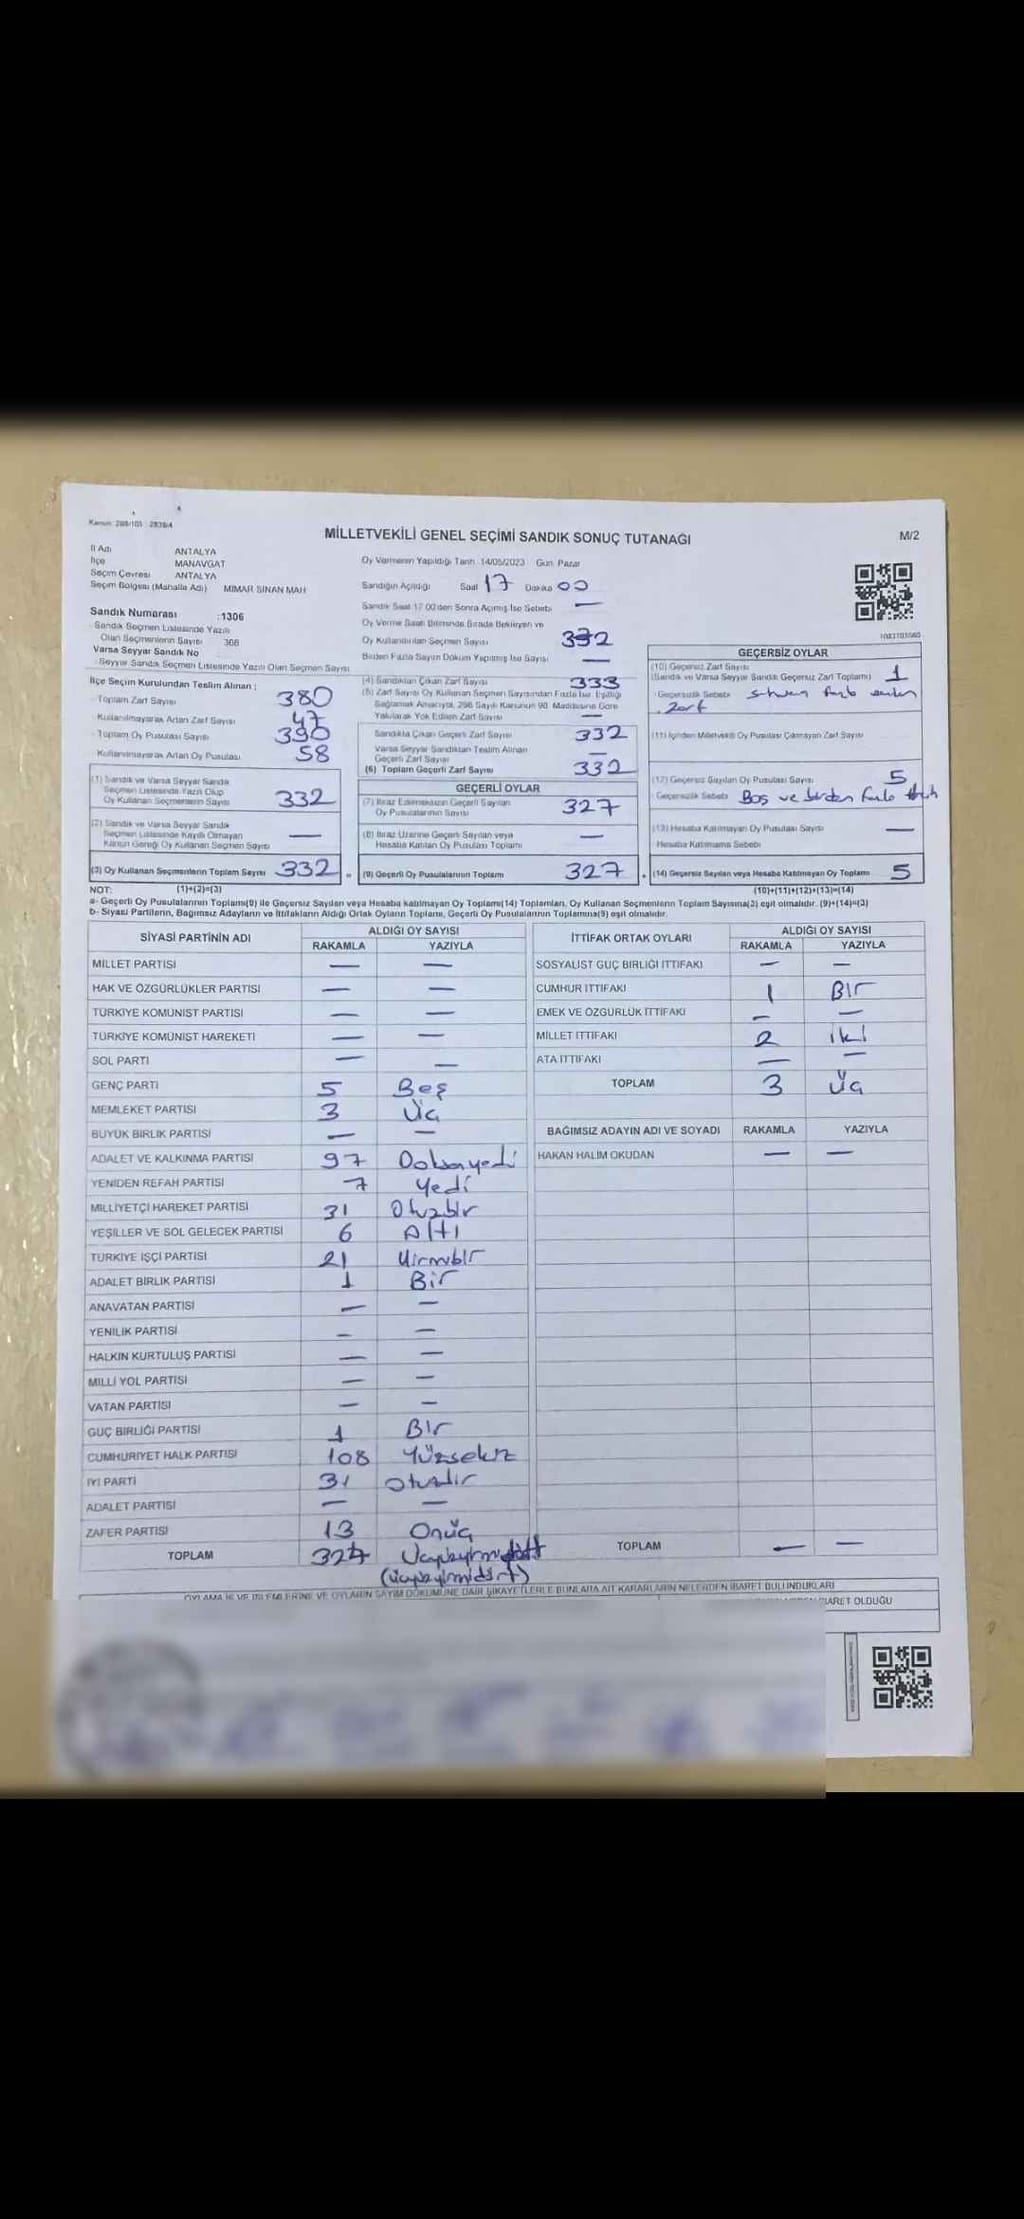 Kanun: 298/105 - 2839/4
MİLLETVEKİLİ GENEL SEÇİMİ SANDIK SONUÇ TUTANAĞI
M/2
İl Adı ANTALYA
İlçe MANAVGAT
Seçim Çevresi ANTALYA
Seçim Bölgesi (Mahalle Adı) MİMAR SİNAN MAH
Sandık Numarası :1306
Sandık Seçmen Listesinde Yazılı
Olan Seçmenlerin Sayısı 368
Varsa Seyyar Sandık No
Seyyar Sandık Seçmen Listesinde Yazılı Olan Seçmen Sayısı
İlçe Seçim Kurulundan Teslim Alınan :
Toplam Zarf Sayısı 380
Kullanılmayarak Artan Zarf Sayısı 47
Toplam Oy Pusulası Sayısı 390
Kullanılmayarak Artan Oy Pusulası 58
(1) Sandık ve Varsa Seyyar Sandık
Seçmen Listesinde Yazılı Olup
Oy Kullanan Seçmenlerin Sayısı 332
(2) Sandık ve Varsa Seyyar Sandık
Seçmen Listesinde Kayıtlı Olmayan
Kanun Gereği Oy Kullanan Seçmen Sayısı —
(3) Oy Kullanan Seçmenlerin Toplam Sayısı 332
Oy Vermenin Yapıldığı Tarih 14/05/2023 Gün Pazar
Sandığın Açıldığı Saat 17 Dakika 00
Sandık Saat 17:00'den Sonra Açılmış İse Sebebi —
Oy Verme Saati Bitiminde Sırada Bekleyen ve
Oy Kullandırılan Seçmen Sayısı 332
Birden Fazla Sayım Döküm Yapılmış İse Sayısı —
(4) Sandıktan Çıkan Zarf Sayısı 333
(5) Zarf Sayısı Oy Kullanan Seçmen Sayısından Fazla İse Eşitliği
Sağlamak Amacıyla, 298 Sayılı Kanunun 98. Maddesine Göre
Yakılarak Yok Edilen Zarf Sayısı —
Sandıkta Çıkan Geçerli Zarf Sayısı 332
Varsa Seyyar Sandıktan Teslim Alınan
Geçerli Zarf Sayısı —
(6) Toplam Geçerli Zarf Sayısı 332
GEÇERLİ OYLAR
(7) İtiraz Edilmeksizin Geçerli Sayılan
Oy Pusulalarının Sayısı 327
(8) İtiraz Üzerine Geçerli Sayılan veya
Hesaba Katılan Oy Pusulası Toplamı —
(9) Geçerli Oy Pusulalarının Toplamı 327
GEÇERSİZ OYLAR
(10) Geçersiz Zarf Sayısı
(Sandık ve Varsa Seyyar Sandık Geçersiz Zarf Toplamı) 1
Geçersizlik Sebebi
zarf
(11) İçinden Milletvekili Oy Pusulası Çıkmayan Zarf Sayısı
(12) Geçersiz Sayılan Oy Pusulası Sayısı 5
Geçersizlik Sebebi Boş ve birden fazla
(13) Hesaba Katılmayan Oy Pusulası Sayısı —
Hesaba Katılmama Sebebi
(14) Geçersiz Sayılan veya Hesaba Katılmayan Oy Toplamı 5
NOT: (1)+(2)=(3) (10)+(11)+(12)+(13)=(14)
a- Geçerli Oy Pusulalarının Toplamı(9) ile Geçersiz Sayılan veya Hesaba katılmayan Oy Toplamı(14) Toplamları, Oy Kullanan Seçmenlerin Toplam Sayısına(3) eşit olmalıdır. (9)+(14)=(3)
b- Siyasi Partilerin, Bağımsız Adayların ve İttifakların Aldığı Ortak Oyların Toplamı, Geçerli Oy Pusulalarının Toplamına(9) eşit olmalıdır.
SİYASİ PARTİNİN ADI ALDIĞI OY SAYISI
RAKAMLA YAZIYLA
MİLLET PARTİSİ — —
HAK VE ÖZGÜRLÜKLER PARTİSİ — —
TÜRKİYE KOMÜNİST PARTİSİ — —
TÜRKİYE KOMÜNİST HAREKETİ — —
SOL PARTİ — —
GENÇ PARTİ 5 Beş
MEMLEKET PARTİSİ 3 Üç
BÜYÜK BİRLİK PARTİSİ — —
ADALET VE KALKINMA PARTİSİ 97 Doksanyedi
YENİDEN REFAH PARTİSİ 7 Yedi
MİLLİYETÇİ HAREKET PARTİSİ 31 Otuzbir
YEŞİLLER VE SOL GELECEK PARTİSİ 6 Altı
TÜRKİYE İŞÇİ PARTİSİ 21 Yirmibir
ADALET BİRLİK PARTİSİ 1 Bir
ANAVATAN PARTİSİ — —
YENİLİK PARTİSİ — —
HALKIN KURTULUŞ PARTİSİ — —
MİLLİ YOL PARTİSİ — —
VATAN PARTİSİ — —
GÜÇ BİRLİĞİ PARTİSİ 1 Bir
CUMHURİYET HALK PARTİSİ 108 Yüzsekiz
İYİ PARTİ 31 Otuzbir
ADALET PARTİSİ — —
ZAFER PARTİSİ 13 Onüç
TOPLAM 324
(üçyüzyirmidört)
İTTİFAK ORTAK OYLARI ALDIĞI OY SAYISI
RAKAMLA YAZIYLA
SOSYALİST GÜÇ BİRLİĞİ İTTİFAKI — —
CUMHUR İTTİFAKI 1 Bir
EMEK VE ÖZGÜRLÜK İTTİFAKI — —
MİLLET İTTİFAKI 2 iki
ATA İTTİFAKI — —
TOPLAM 3 Üç
BAĞIMSIZ ADAYIN ADI VE SOYADI RAKAMLA YAZIYLA
HAKAN HALİM OKUDAN — —
TOPLAM — —
OYLAMA İŞ VE İŞLEMLERİNE VE OYLARIN SAYIM DÖKÜMÜNE DAİR ŞİKAYETLERLE BUNLARA AİT KARARLARIN NELERDEN İBARET BULUNDUKLARI
İBARET OLDUĞU